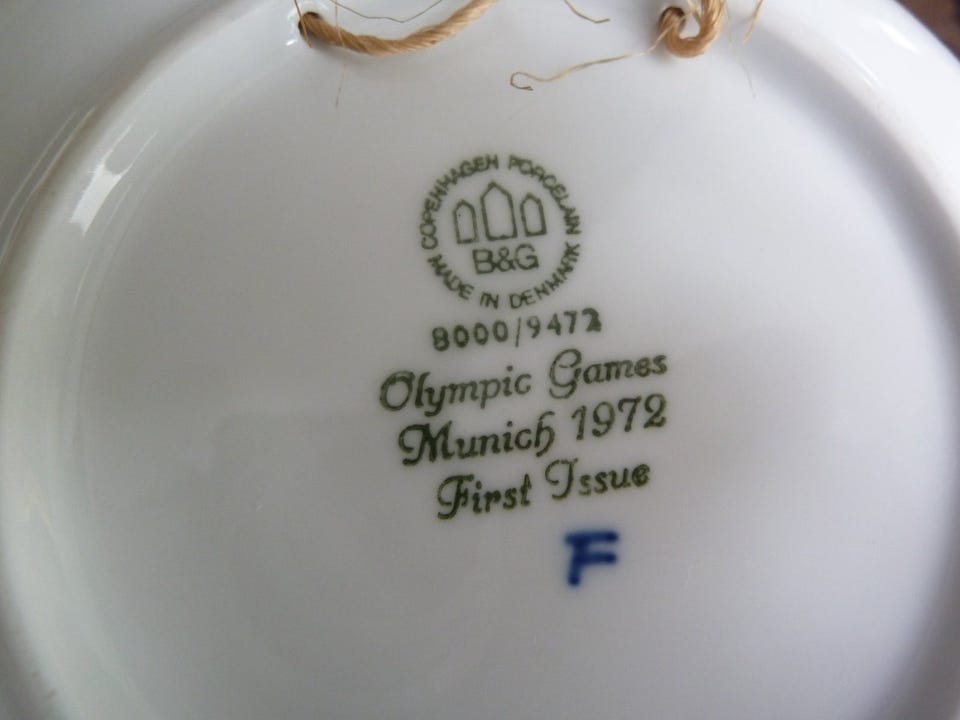 COPENHAGEN PORCELAIN
B&G
MADE IN DENMARK
8000/9472
Olympic Games
Munich 1972
First Issue
F